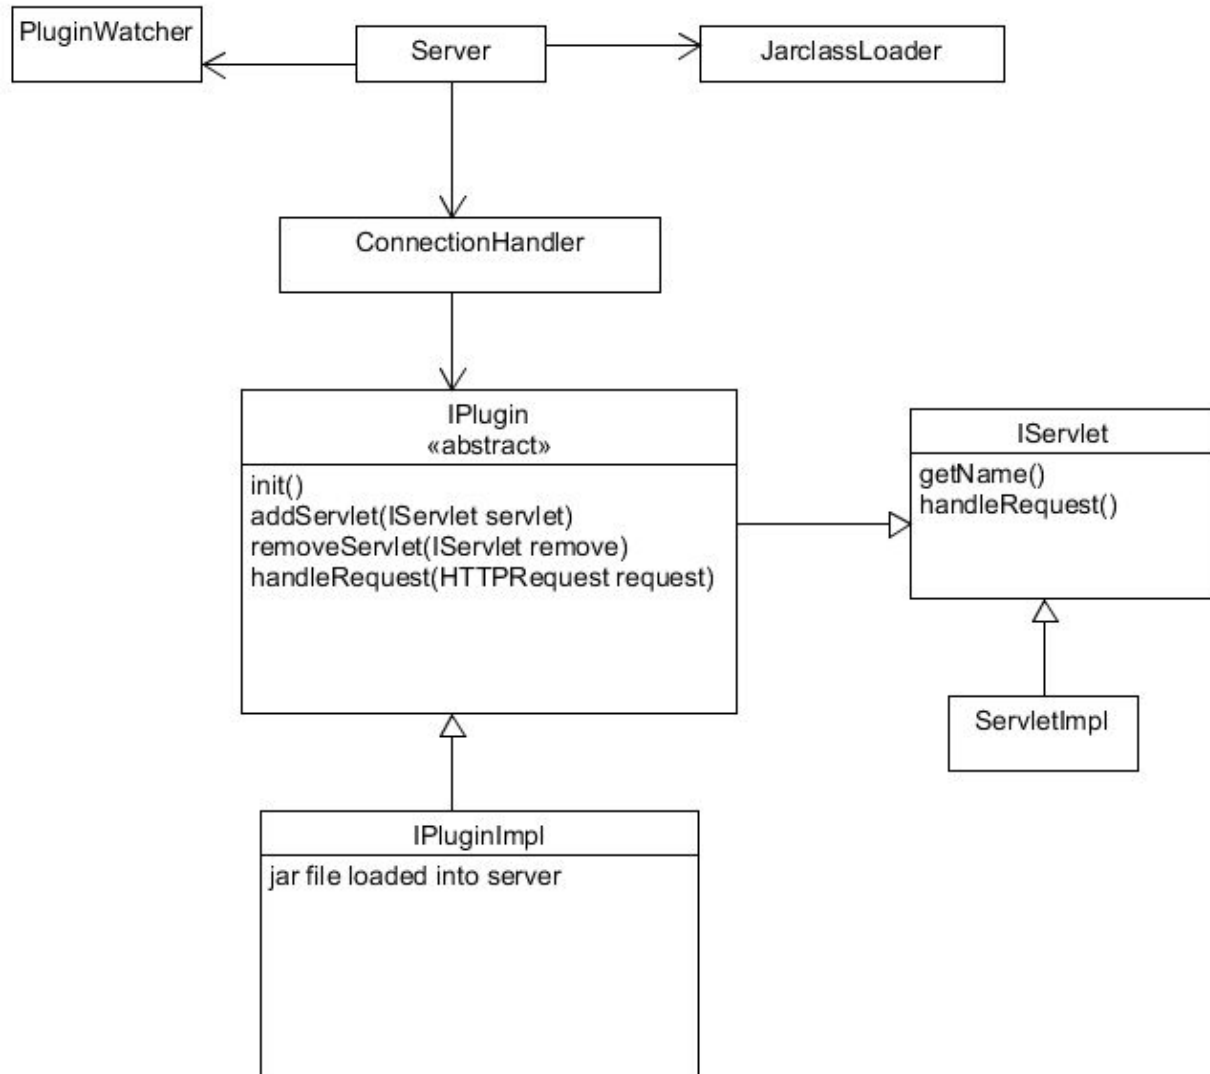 PluginWatcher
Server
JarclassLoader
ConnectionHandler
IPlugin
«abstract»
init()
addServlet(IServlet servlet)
removeServlet(IServlet remove)
handleRequest(HTTPRequest request)
IServlet
getName()
handleRequest()
ServletImpl
IPluginImpl
jar file loaded into server